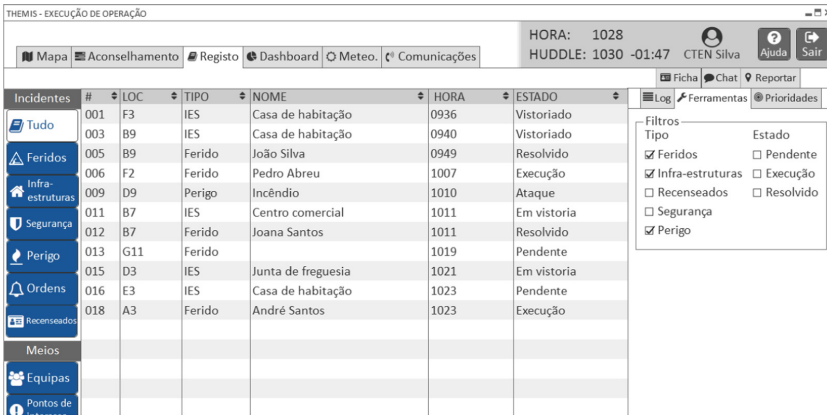 THEMIS - EXECUÇÃO DE OPERAÇÃO
HORA: 1028
HUDDLE: 1030 -01:47
CTEN Silva
Ajuda
Sair
Mapa Aconselhamento Registo Dashboard Meteo. Comunicações
Ficha Chat Reportar
Incidentes
# LOC TIPO NOME HORA ESTADO
001 F3 IES Casa de habitação 0936 Vistoriado
003 B9 IES Casa de habitação 0940 Vistoriado
005 B9 Ferido João Silva 0949 Resolvido
006 F2 Ferido Pedro Abreu 1007 Execução
009 D9 Perigo Incêndio 1010 Ataque
011 B7 IES Centro comercial 1011 Em vistoria
012 B7 Ferido Joana Santos 1011 Resolvido
013 G11 Ferido 1019 Pendente
015 D3 IES Junta de freguesia 1021 Em vistoria
016 E3 IES Casa de habitação 1023 Pendente
018 A3 Ferido André Santos 1023 Execução
Tudo
Feridos
Infra-
estruturas
Segurança
Perigo
Ordens
Recenseados
Meios
Equipas
Pontos de
Log Ferramentas Prioridades
Filtros
Tipo Estado
Feridos Pendente
Infra-estruturas Execução
Recenseados Resolvido
Segurança
Perigo